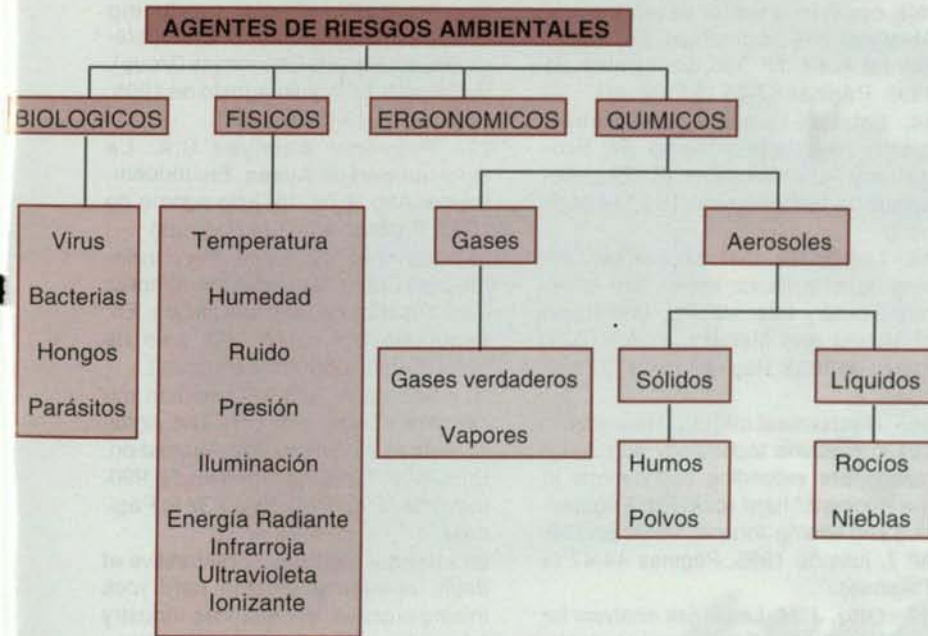 AGENTES DE RIESGOS AMBIENTALES
BIOLOGICOS
FISICOS
ERGONOMICOS
QUIMICOS
Virus
Bacterias
Hongos
Parásitos
Temperatura
Humedad
Ruido
Presión
Iluminación
Energía Radiante
Infrarroja
Ultravioleta
Ionizante
Gases
Gases verdaderos
Vapores
Aerosoles
Sólidos
Humos
Polvos
Líquidos
Rocíos
Nieblas